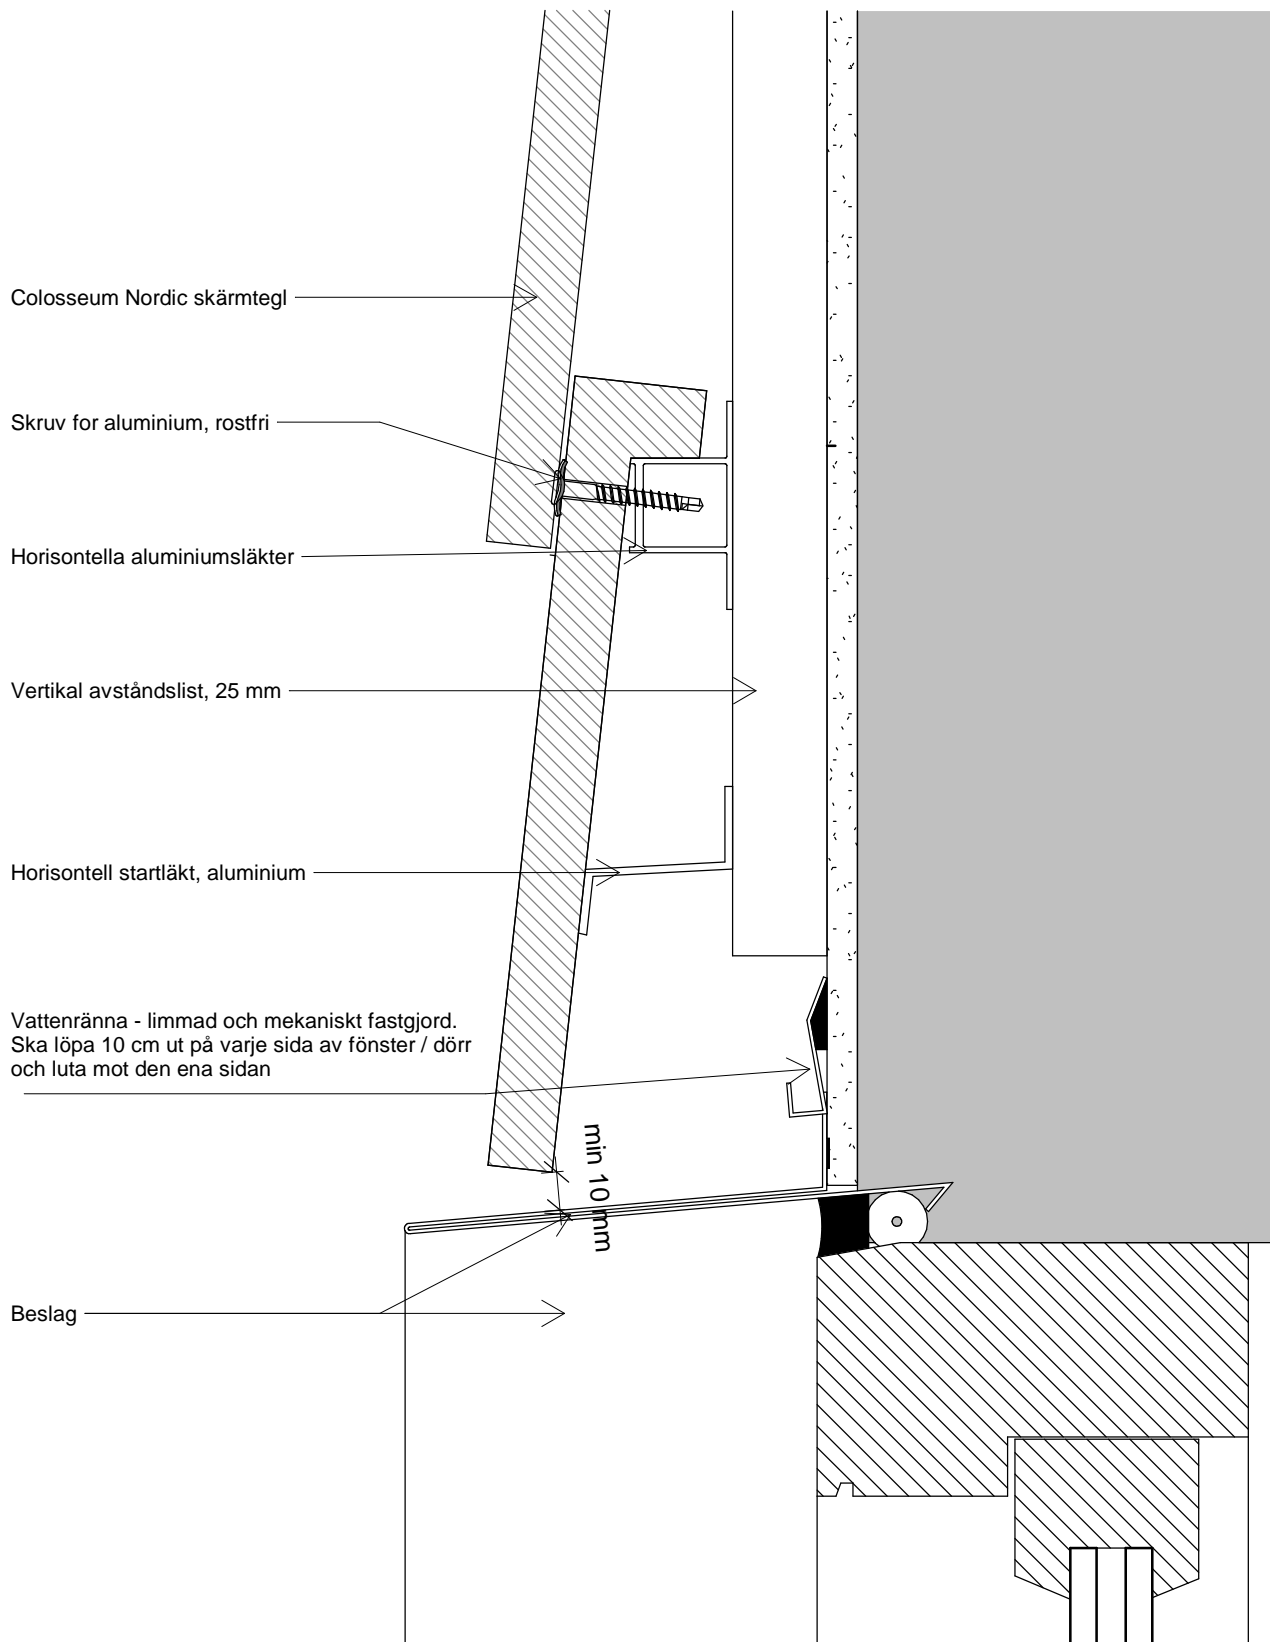 Colosseum Nordic skärmtegl
Skruv for aluminium, rostfri
Horisontella aluminiumsläkter
Vertikal avståndslist, 25 mm
Horisontell startläkt, aluminium
Vattenränna - limmad och mekaniskt fastgjord.
Ska löpa 10 cm ut på varje sida av fönster / dörr
och luta mot den ena sidan
min 10 mm
Beslag